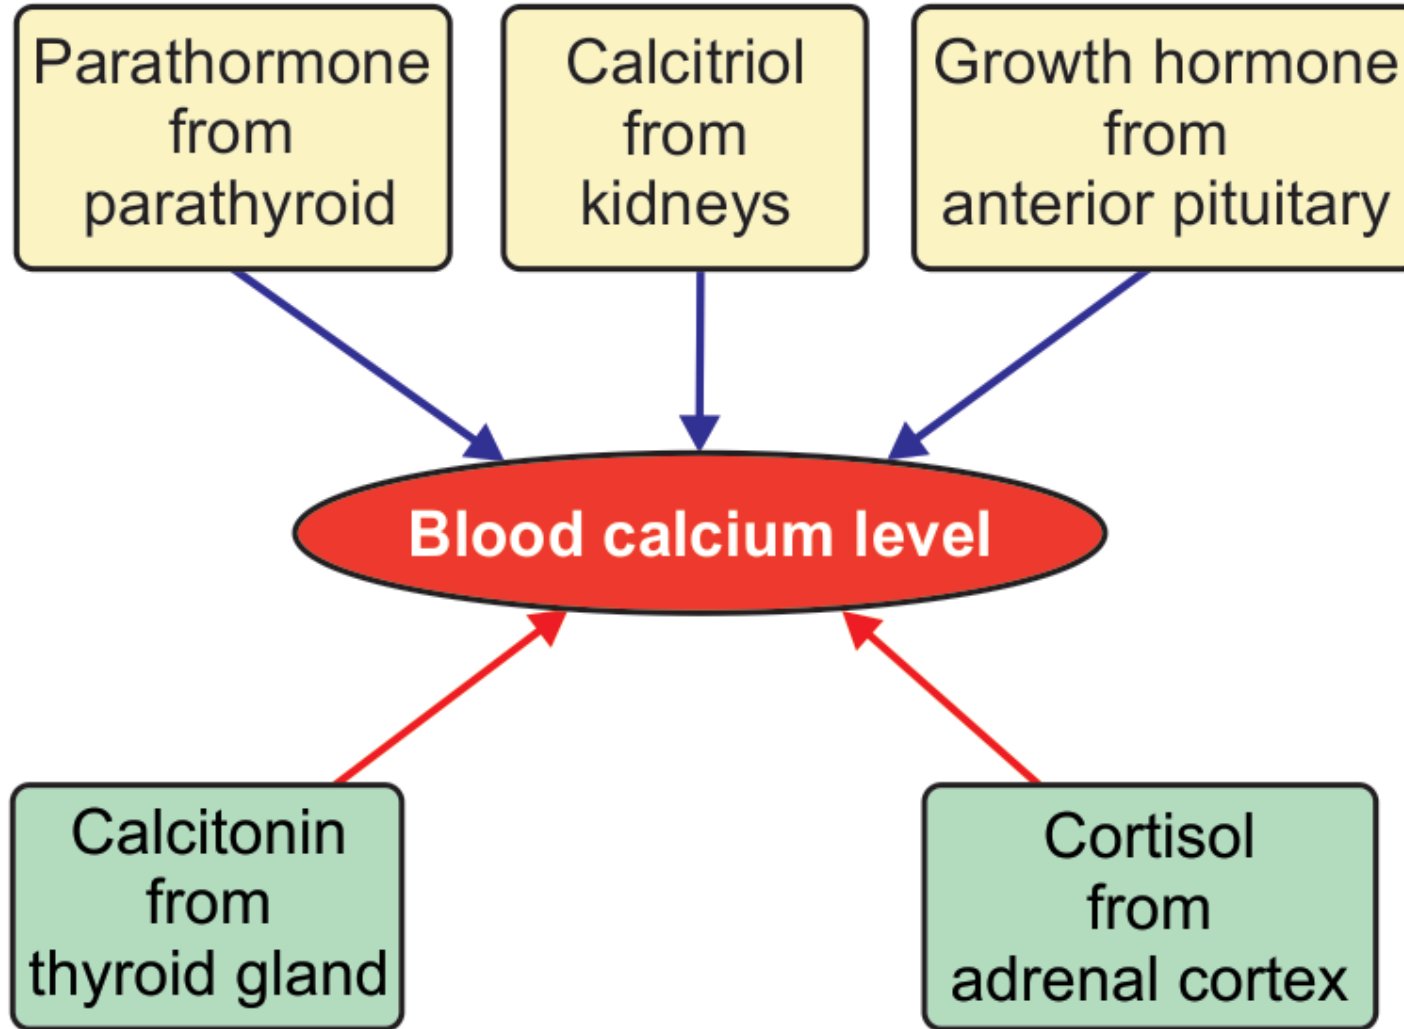 Parathormone
from
parathyroid
Calcitriol
from
kidneys
Growth hormone
from
anterior pituitary
Blood calcium level
Calcitonin
from
thyroid gland
Cortisol
from
adrenal cortex